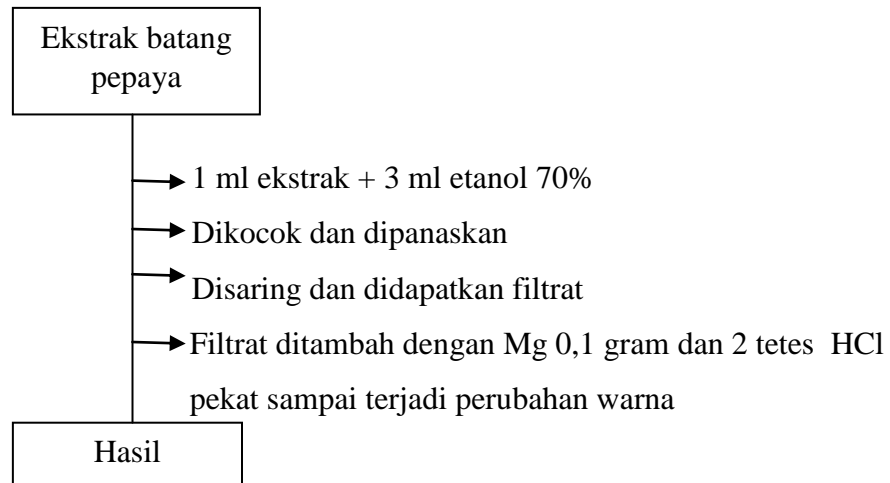 Ekstrak batang
pepaya
1 ml ekstrak + 3 ml etanol 70%
Dikocok dan dipanaskan
Disaring dan didapatkan filtrat
Filtrat ditambah dengan Mg 0,1 gram dan 2 tetes HCl
pekat sampai terjadi perubahan warna
Hasil